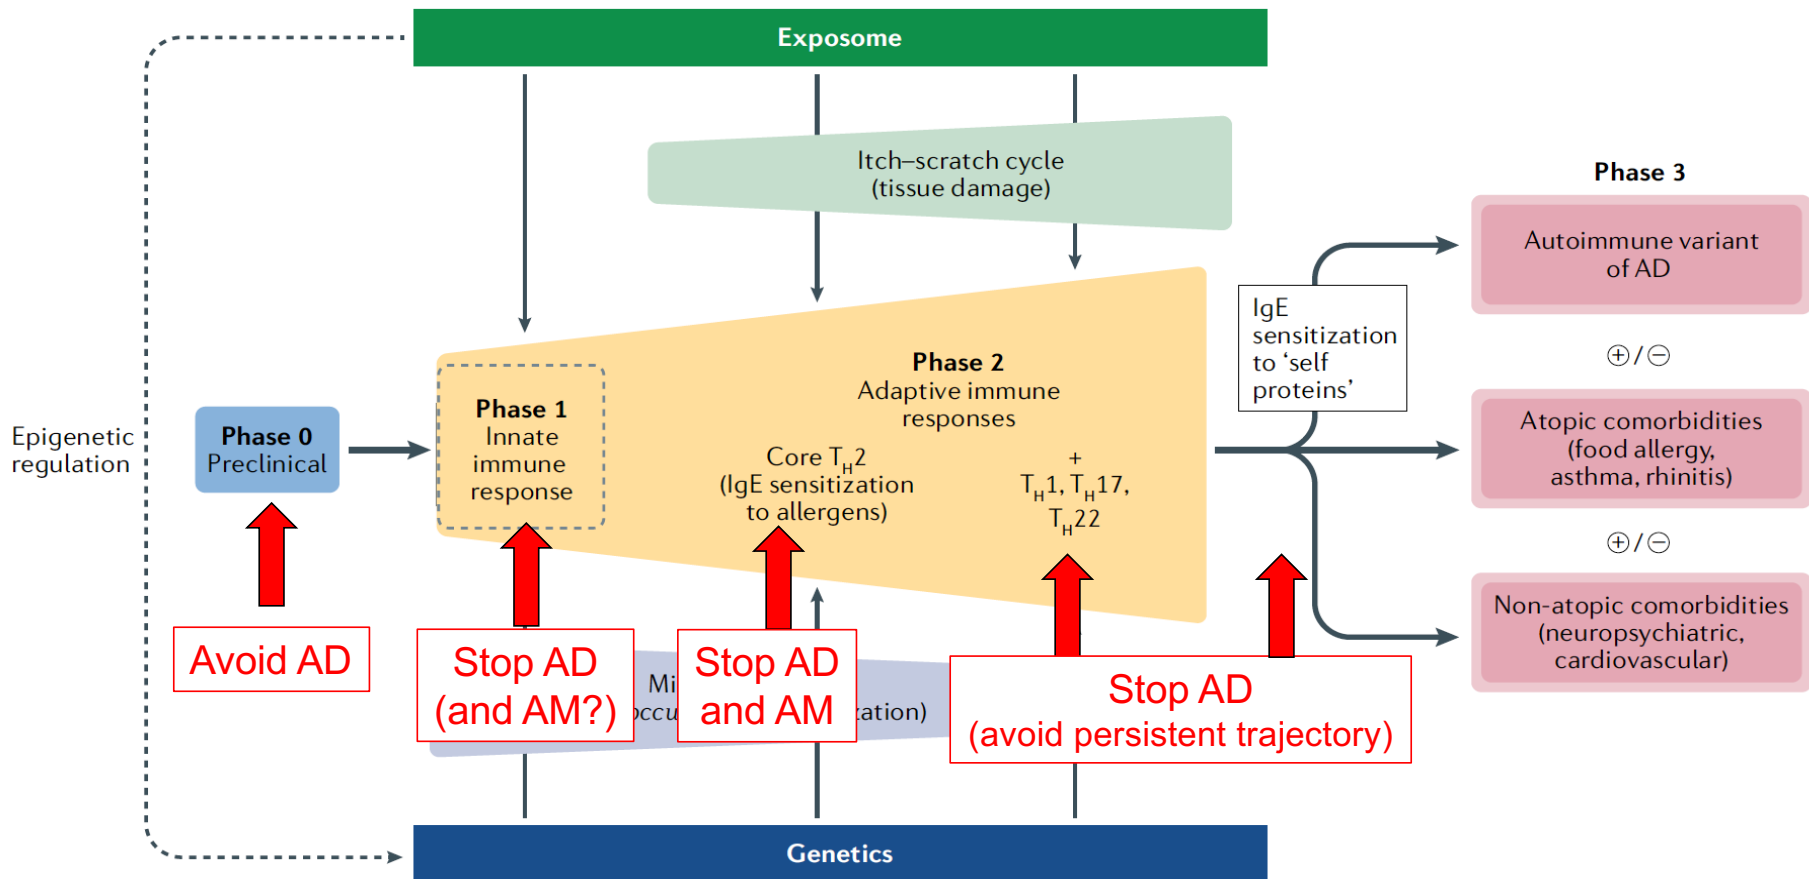 Exposome
Itch–scratch cycle
(tissue damage)
Phase 3
Autoimmune variant
of AD
IgE
sensitization
to ‘self
proteins’
⊕/⊖
Phase 2
Adaptive immune
responses
Phase 1
Innate
immune
response
Epigenetic
regulation
Phase 0
Preclinical
Core TH2
(IgE sensitization
to allergens)
+
TH1, TH17,
TH22
Atopic comorbidities
(food allergy,
asthma, rhinitis)
⊕/⊖
Non-atopic comorbidities
(neuropsychiatric,
cardiovascular)
Avoid AD
Stop AD
(and AM?)
Stop AD
and AM
Stop AD
(avoid persistent trajectory)
Genetics